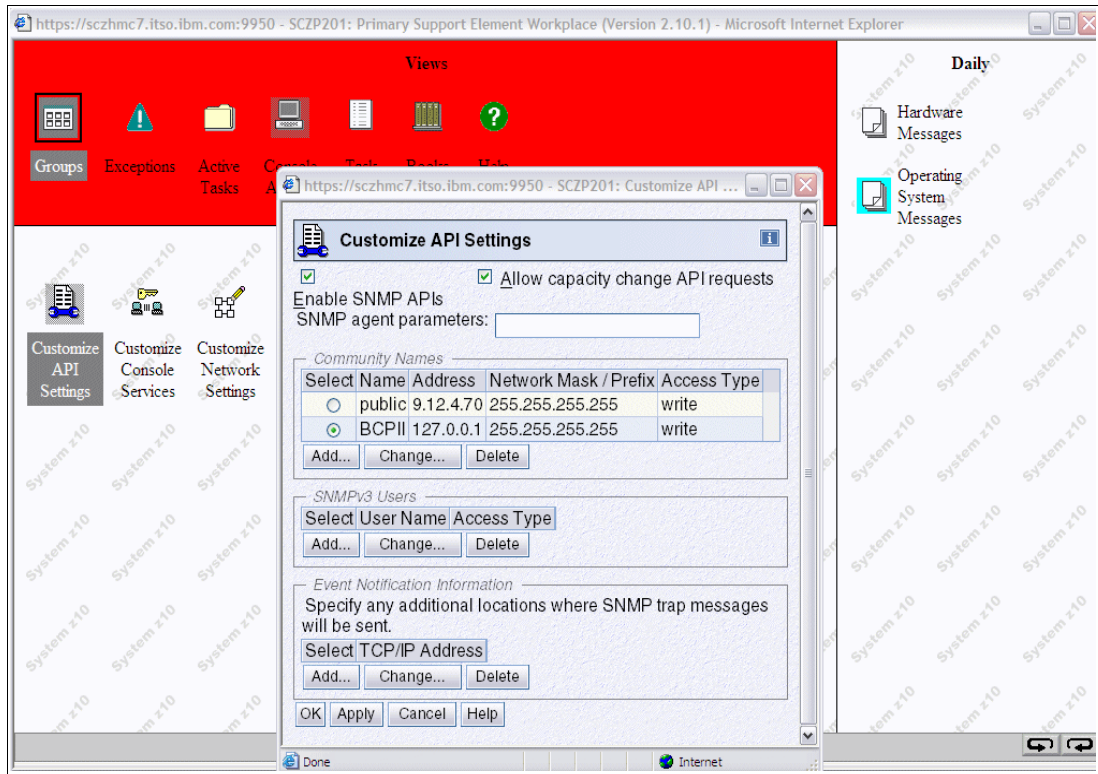 https://sczhmc7.itso.ibm.com:9950 - SCZP201: Primary Support Element Workplace (Version 2.10.1) - Microsoft Internet Explorer
Views
Groups
Exceptions
Active
Tasks
Console
Task
Books
Help
Daily
Hardware
Messages
Operating
System
Messages
Customize
API
Settings
Customize
Console
Services
Customize
Network
Settings
https://sczhmc7.itso.ibm.com:9950 - SCZP201: Customize API ...
Customize API Settings
Enable SNMP APIs
Allow capacity change API requests
SNMP agent parameters:
Community Names
Select Name Address Network Mask / Prefix Access Type
public 9.12.4.70 255.255.255.255 write
BCPII 127.0.0.1 255.255.255.255 write
Add... Change... Delete
SNMPv3 Users
Select User Name Access Type
Add... Change... Delete
Event Notification Information
Specify any additional locations where SNMP trap messages
will be sent.
Select TCP/IP Address
Add... Change... Delete
OK Apply Cancel Help
Done
Internet
System z10